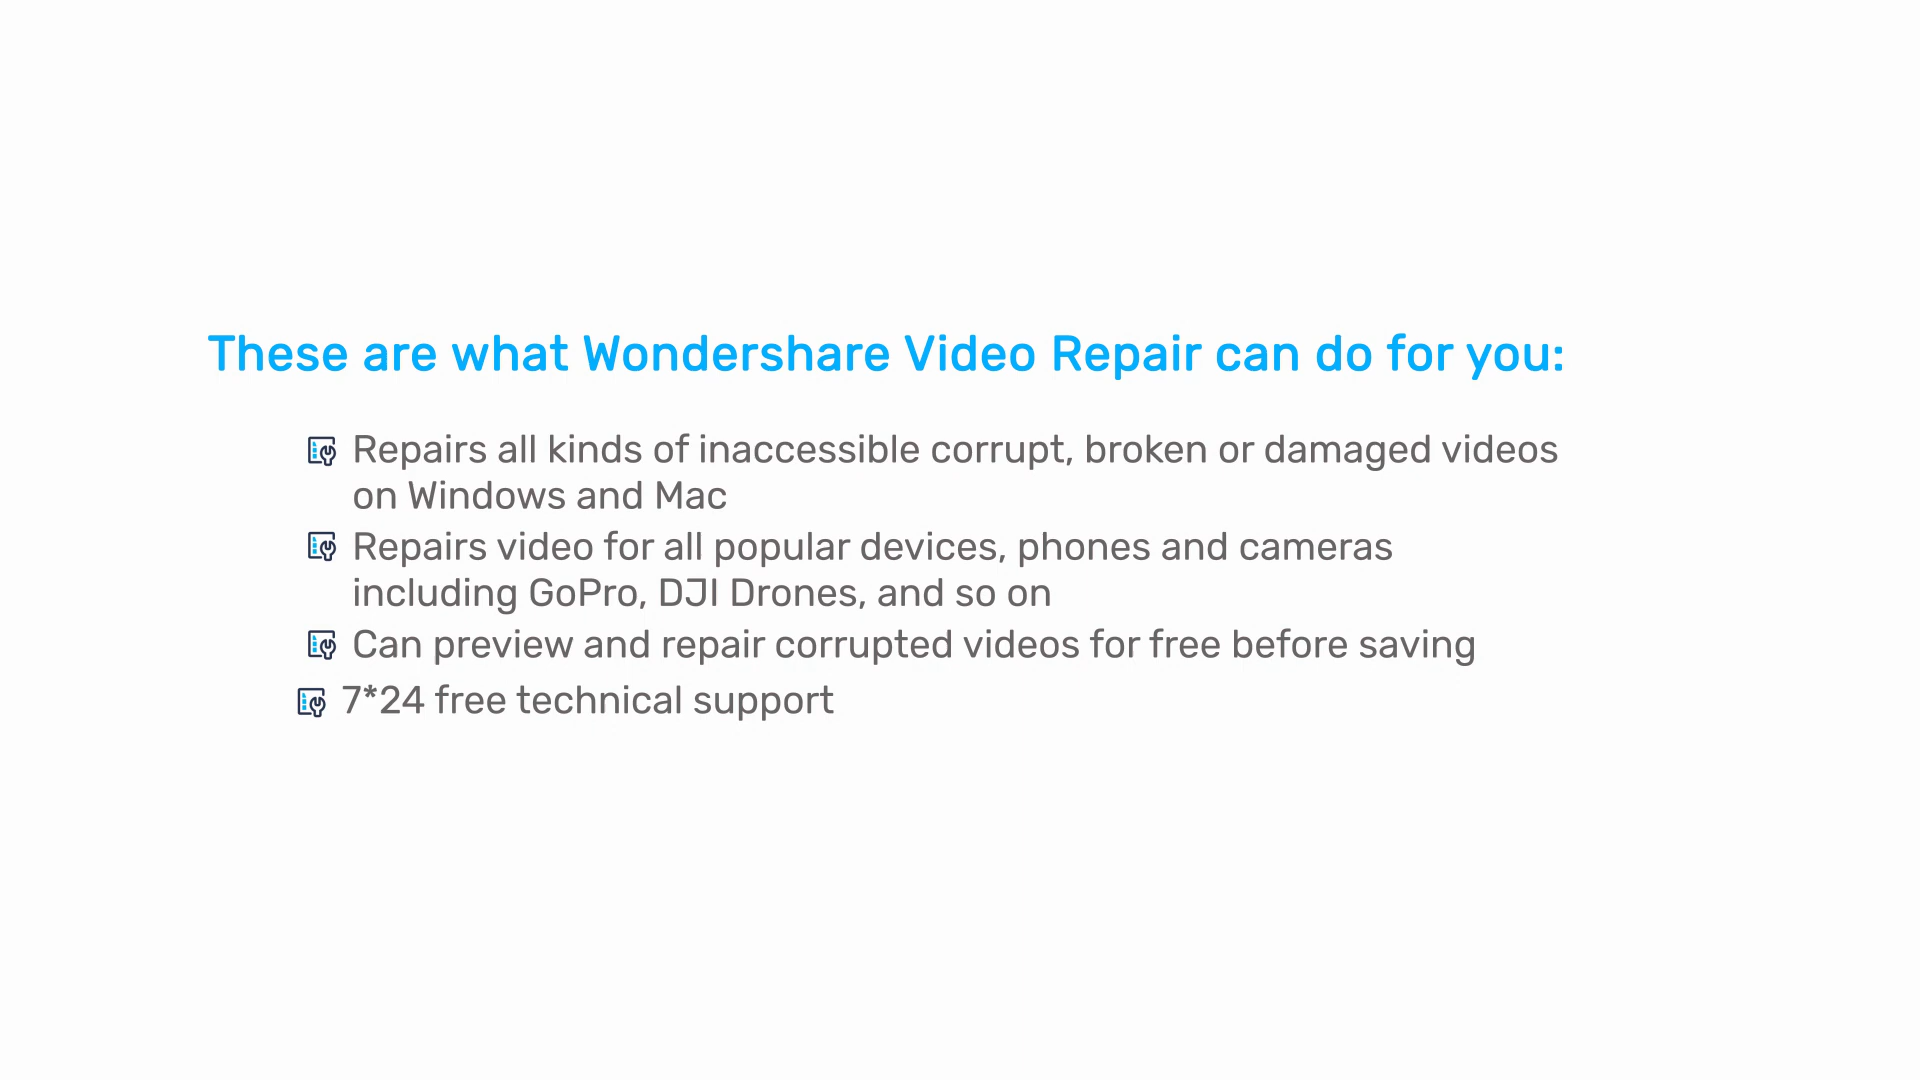 These are what Wondershare Video Repair can do for you:
Repairs all kinds of inaccessible corrupt, broken or damaged videos
on Windows and Mac
Repairs video for all popular devices, phones and cameras
including GoPro, DJI Drones, and so on
Can preview and repair corrupted videos for free before saving
7*24 free technical support